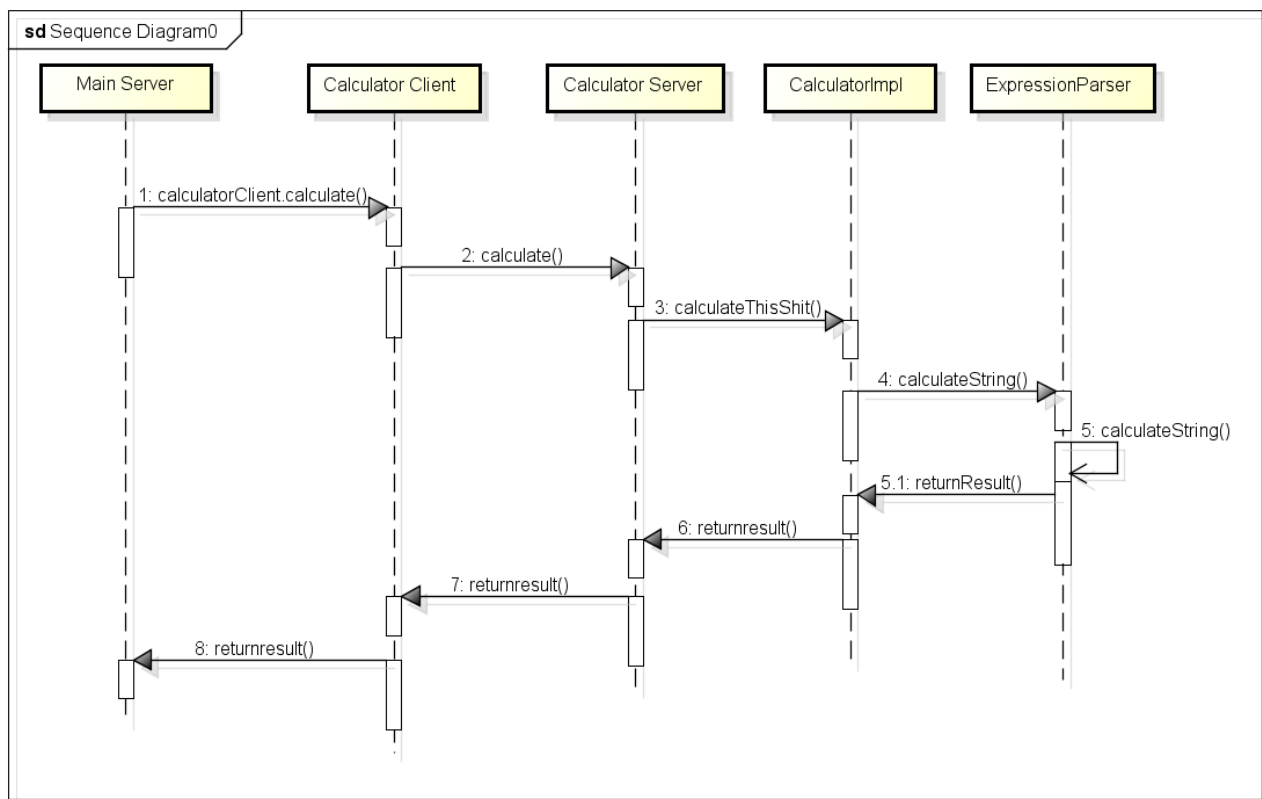 sd Sequence Diagram0
Main Server
Calculator Client
Calculator Server
CalculatorImpl
ExpressionParser
1: calculatorClient.calculate()
2: calculate()
3: calculateThisShit()
4: calculateString()
5: calculateString()
5.1: returnResult()
6: returnresult()
7: returnresult()
8: returnresult()